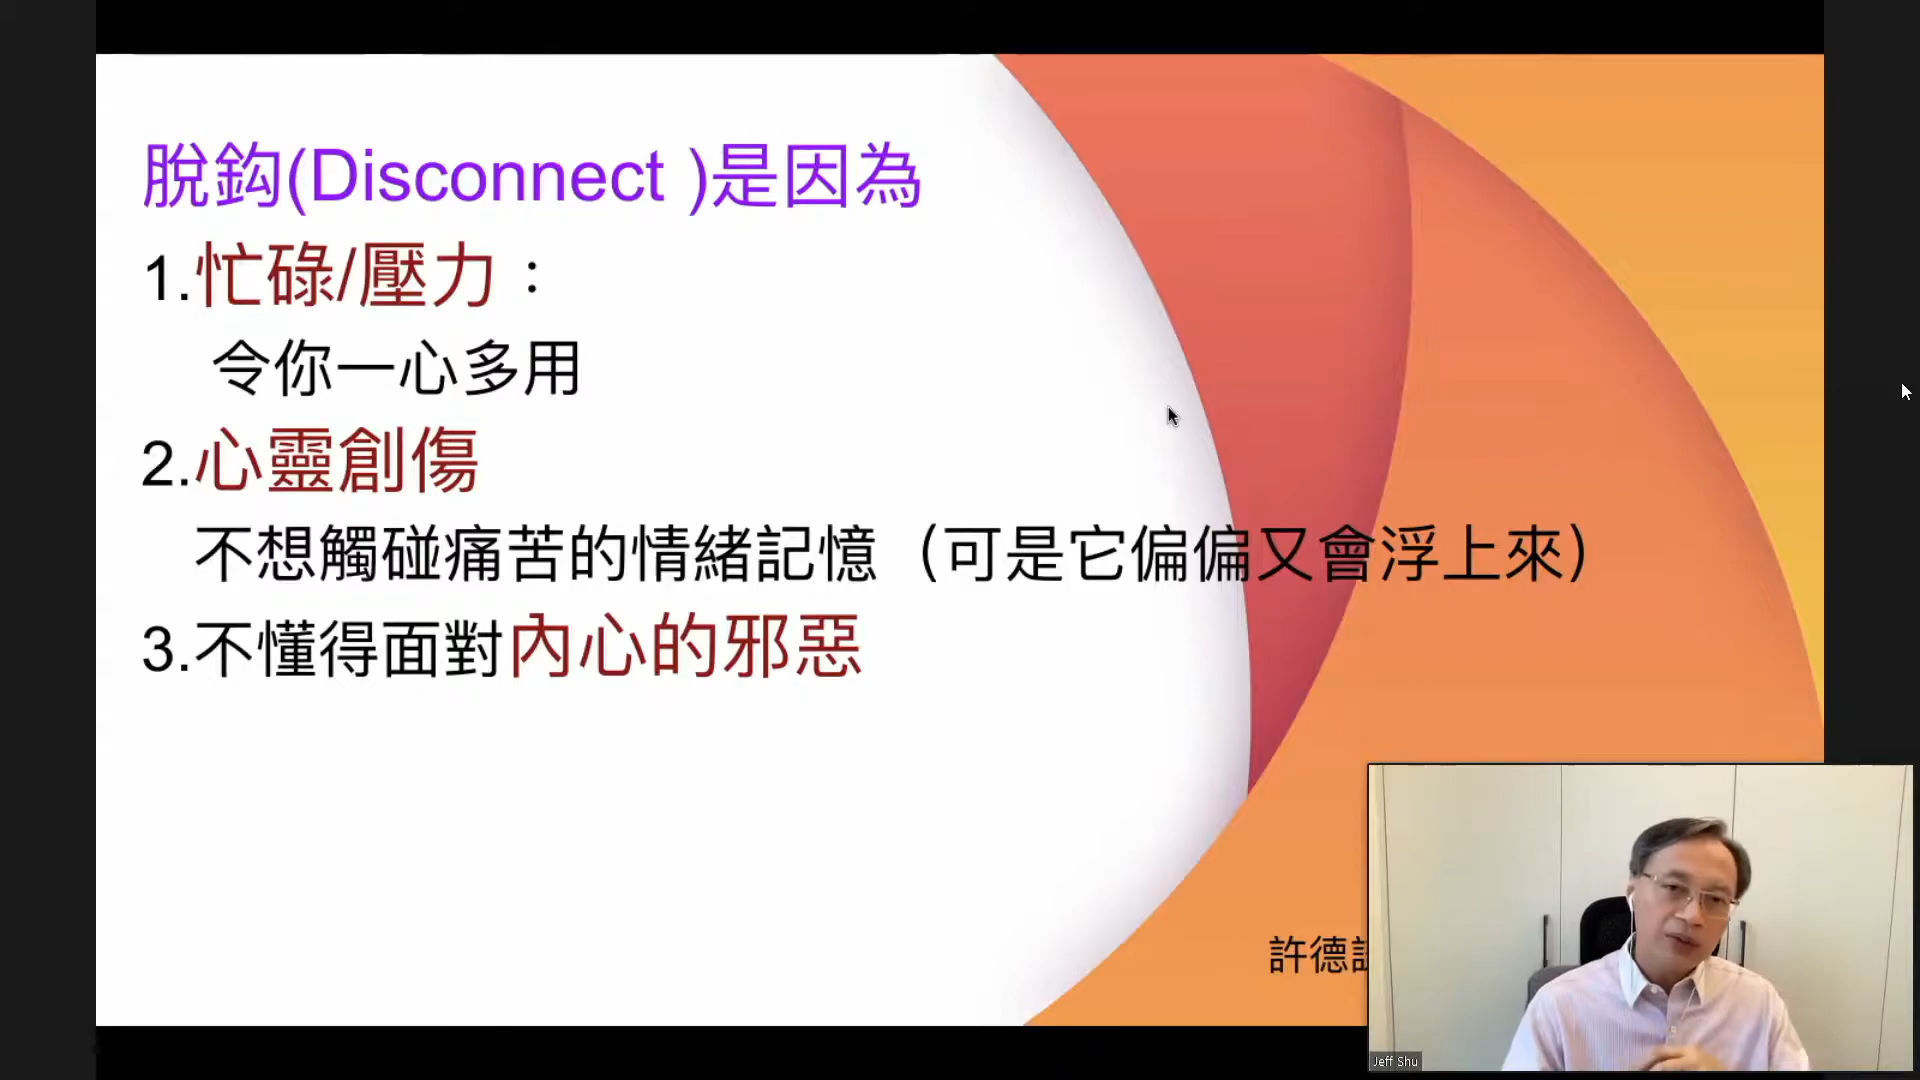 脫鈎(Disconnect )是因為
1.忙碌/壓力：
令你一心多用
2.心靈創傷
不想觸碰痛苦的情緒記憶（可是它偏偏又會浮上來）
3.不懂得面對內心的邪惡
許德
Jeff Shu